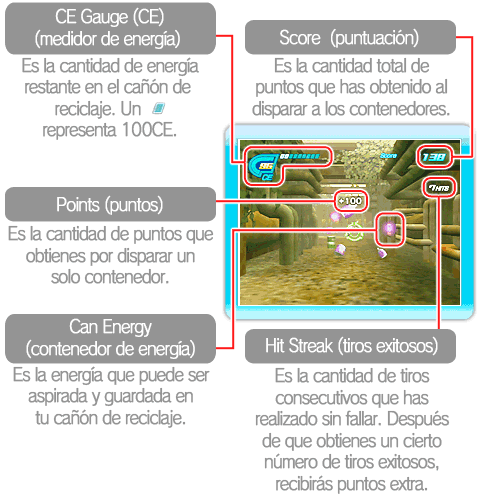 CE Gauge (CE)
(medidor de energía)
Es la cantidad de energía
restante en el cañón de
reciclaje. Un
representa 100CE.
Score (puntuación)
Es la cantidad total de
puntos que has obtenido al
disparar a los contenedores.
CE
Score
138
7HITS
+100
Points (puntos)
Es la cantidad de puntos que
obtienes por disparar un
solo contenedor.
Can Energy
(contenedor de energía)
Es la energía que puede ser
aspirada y guardada en
tu cañón de reciclaje.
Hit Streak (tiros exitosos)
Es la cantidad de tiros
consecutivos que has
realizado sin fallar. Después
de que obtienes un cierto
número de tiros exitosos,
recibirás puntos extra.